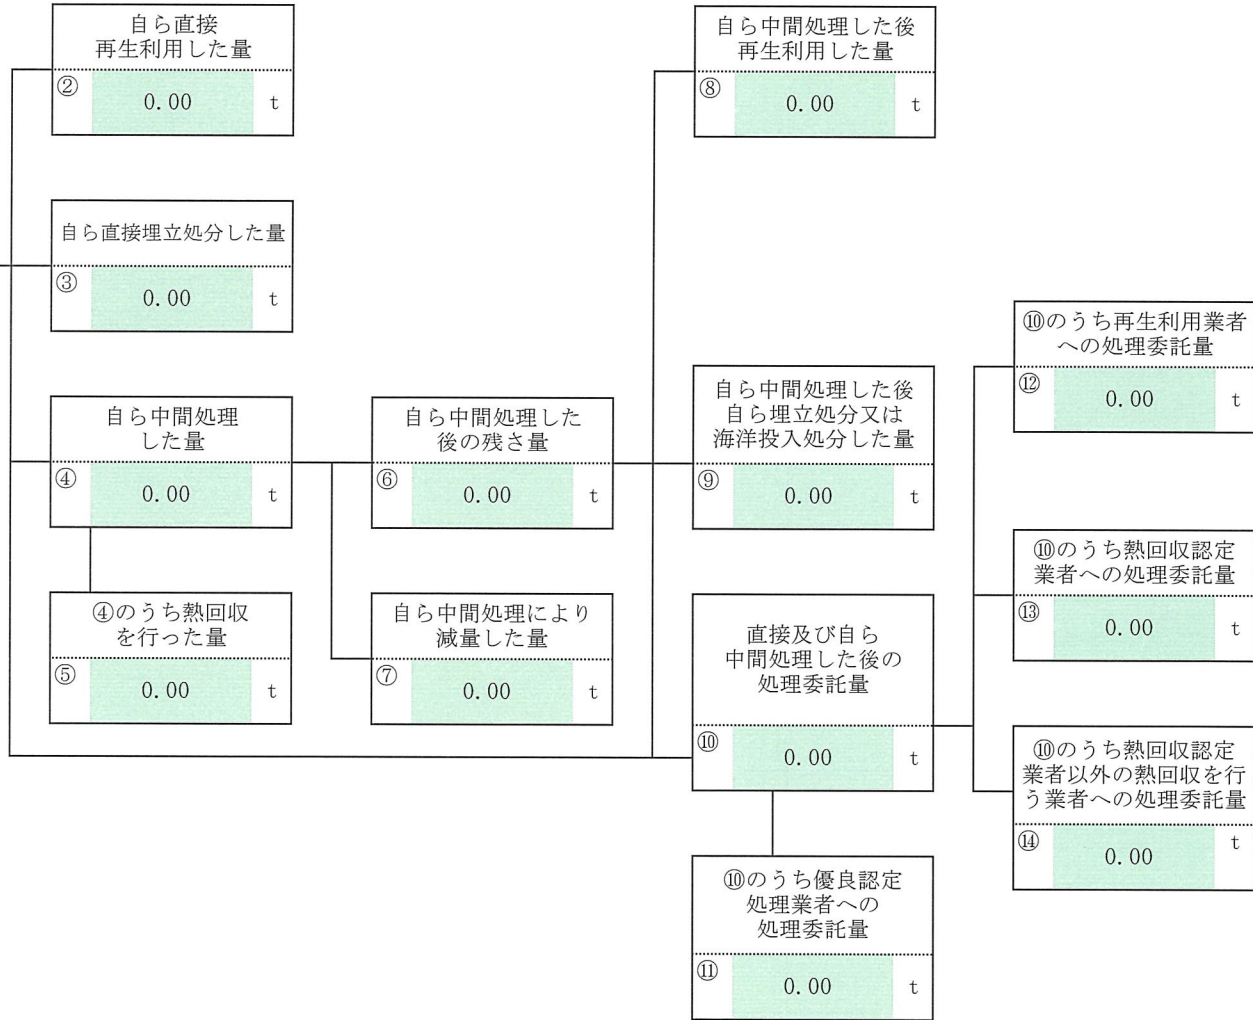 自ら直接
再生利用した量
② 0.00 t
自ら直接埋立処分した量
③ 0.00 t
自ら中間処理
した量
④ 0.00 t
④のうち熱回収
を行った量
⑤ 0.00 t
自ら中間処理した
後の残さ量
⑥ 0.00 t
自ら中間処理により
減量した量
⑦ 0.00 t
自ら中間処理した後
再生利用した量
⑧ 0.00 t
自ら中間処理した後
自ら埋立処分又は
海洋投入処分した量
⑨ 0.00 t
直接及び自ら
中間処理した後の
処理委託量
⑩ 0.00 t
⑩のうち優良認定
処理業者への
処理委託量
⑪ 0.00 t
⑩のうち再生利用業者
への処理委託量
⑫ 0.00 t
⑩のうち熱回収認定
業者への処理委託量
⑬ 0.00 t
⑩のうち熱回収認定
業者以外の熱回収を行
う業者への処理委託量
⑭ 0.00 t